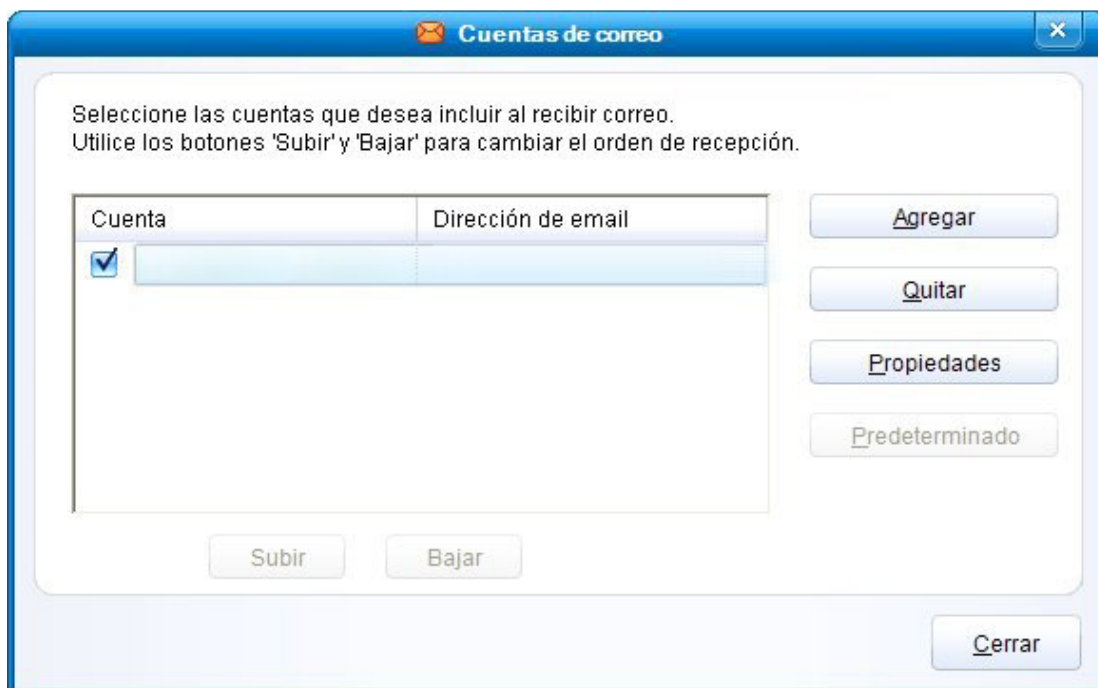 Cuentas de correo
Seleccione las cuentas que desea incluir al recibir correo.
Utilice los botones 'Subir' y 'Bajar' para cambiar el orden de recepción.
Cuenta Dirección de email
Agregar
Quitar
Propiedades
Predeterminado
Subir Bajar
Cerrar